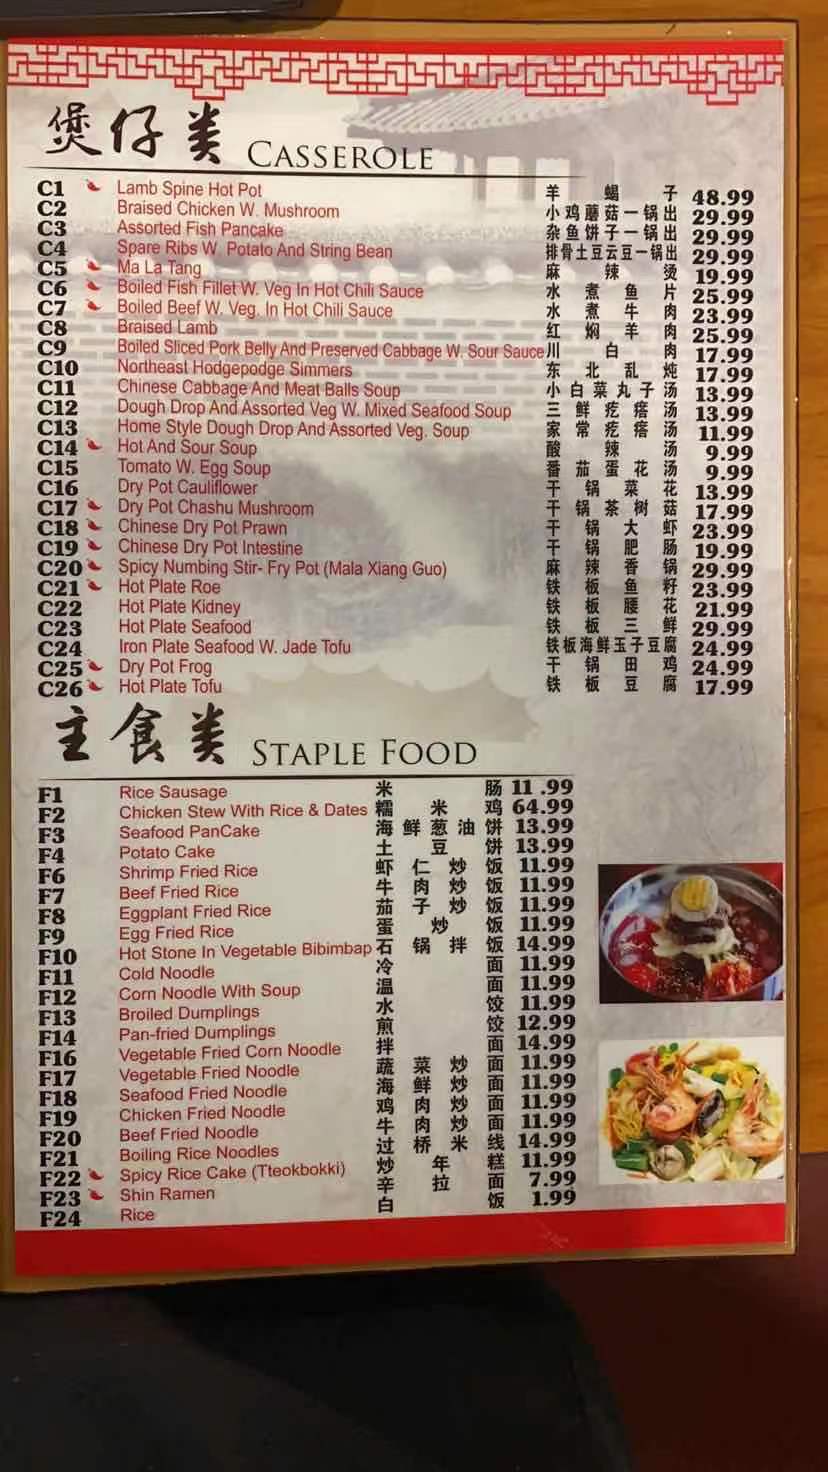 煲仔类 CASSEROLE
C1 Lamb Spine Hot Pot 羊蝎子 48.99
C2 Braised Chicken W. Mushroom 小鸡蘑菇一锅出 29.99
C3 Assorted Fish Pancake 杂鱼饼子一锅出 29.99
C4 Spare Ribs W. Potato And String Bean 排骨土豆云豆一锅出 29.99
C5 Ma La Tang 麻辣烫 19.99
C6 Boiled Fish Fillet W. Veg In Hot Chili Sauce 水煮鱼片 25.99
C7 Boiled Beef W. Veg. In Hot Chili Sauce 水煮牛肉 23.99
C8 Braised Lamb 红焖羊肉 25.99
C9 Boiled Sliced Pork Belly And Preserved Cabbage W. Sour Sauce 川白肉 17.99
C10 Northeast Hodgepodge Simmers 东北乱炖 17.99
C11 Chinese Cabbage And Meat Balls Soup 小白菜丸子汤 13.99
C12 Dough Drop And Assorted Veg W. Mixed Seafood Soup 三鲜疙瘩汤 13.99
C13 Home Style Dough Drop And Assorted Veg. Soup 家常疙瘩汤 11.99
C14 Hot And Sour Soup 酸辣汤 9.99
C15 Tomato W. Egg Soup 番茄蛋花汤 9.99
C16 Dry Pot Cauliflower 干锅菜花 13.99
C17 Dry Pot Chashu Mushroom 干锅茶树菇 17.99
C18 Chinese Dry Pot Prawn 干锅大虾 23.99
C19 Chinese Dry Pot Intestine 干锅肥肠 19.99
C20 Spicy Numbing Stir- Fry Pot (Mala Xiang Guo) 麻辣香锅 29.99
C21 Hot Plate Roe 铁板鱼籽 23.99
C22 Hot Plate Kidney 铁板腰花 21.99
C23 Hot Plate Seafood 铁板三鲜 29.99
C24 Iron Plate Seafood W. Jade Tofu 铁板海鲜玉子豆腐 24.99
C25 Dry Pot Frog 干锅田鸡 24.99
C26 Hot Plate Tofu 铁板豆腐 17.99
主食类 STAPLE FOOD
F1 Rice Sausage 米肠 11 .99
F2 Chicken Stew With Rice & Dates 糯米鸡 64.99
F3 Seafood PanCake 海鲜葱油饼 13.99
F4 Potato Cake 土豆饼 13.99
F6 Shrimp Fried Rice 虾仁炒饭 11.99
F7 Beef Fried Rice 牛肉炒饭 11.99
F8 Eggplant Fried Rice 茄子炒饭 11.99
F9 Egg Fried Rice 蛋炒饭 11.99
F10 Hot Stone In Vegetable Bibimbap 石锅拌饭 14.99
F11 Cold Noodle 冷面 11.99
F12 Corn Noodle With Soup 温面 11.99
F13 Broiled Dumplings 水饺 11.99
F14 Pan-fried Dumplings 煎饺 12.99
F16 Vegetable Fried Corn Noodle 拌面 14.99
F17 Vegetable Fried Noodle 蔬菜炒面 11.99
F18 Seafood Fried Noodle 海鲜炒面 11.99
F19 Chicken Fried Noodle 鸡肉炒面 11.99
F20 Beef Fried Noodle 牛肉炒面 11.99
F21 Boiling Rice Noodles 过桥米线 14.99
F22 Spicy Rice Cake (Tteokbokki) 炒年糕 11.99
F23 Shin Ramen 辛拉面 7.99
F24 Rice 白饭 1.99